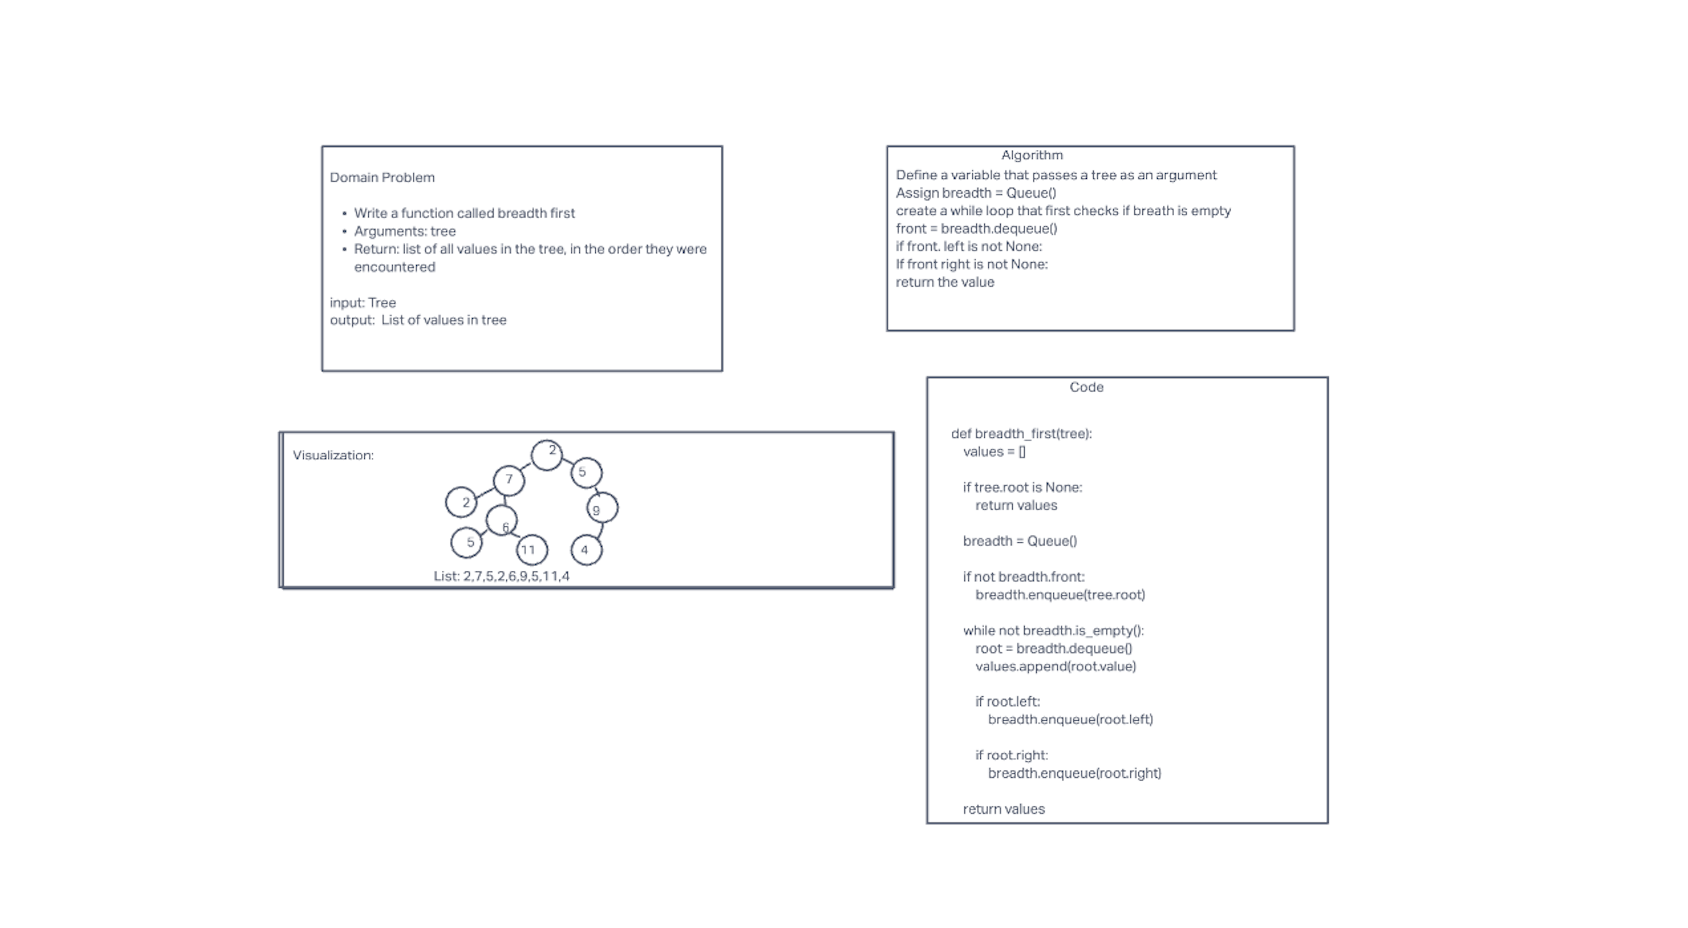 Domain Problem
• Write a function called breadth first
• Arguments: tree
• Return: list of all values in the tree, in the order they were
encountered
input: Tree
output: List of values in tree
Algorithm
Define a variable that passes a tree as an argument
Assign breadth = Queue()
create a while loop that first checks if breath is empty
front = breadth.dequeue()
if front. left is not None:
If front right is not None:
return the value
Visualization:
2
7
5
2
6
9
5
11
4
List: 2,7,5,2,6,9,5,11,4
Code
def breadth_first(tree):
values = []
if tree.root is None:
return values
breadth = Queue()
if not breadth.front:
breadth.enqueue(tree.root)
while not breadth.is_empty():
root = breadth.dequeue()
values.append(root.value)
if root.left:
breadth.enqueue(root.left)
if root.right:
breadth.enqueue(root.right)
return values